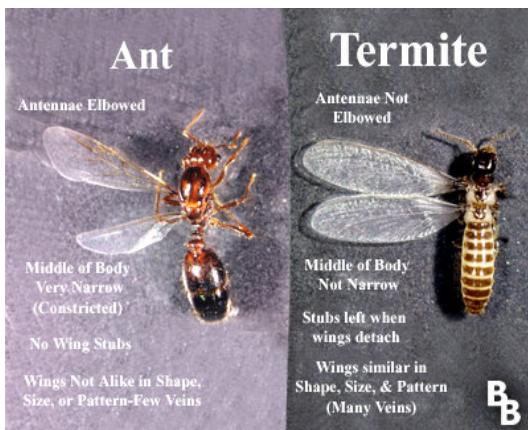 Ant
Antennae Elbowed
Middle of Body
Very Narrow
(Constricted)
No Wing Stubs
Wings Not Alike in Shape,
Size, or Pattern-Few Veins
Termite
Antennae Not
Elbowed
Middle of Body
Not Narrow
Stubs left when
wings detach
Wings similar in
Shape, Size, & Pattern
(Many Veins)
BB